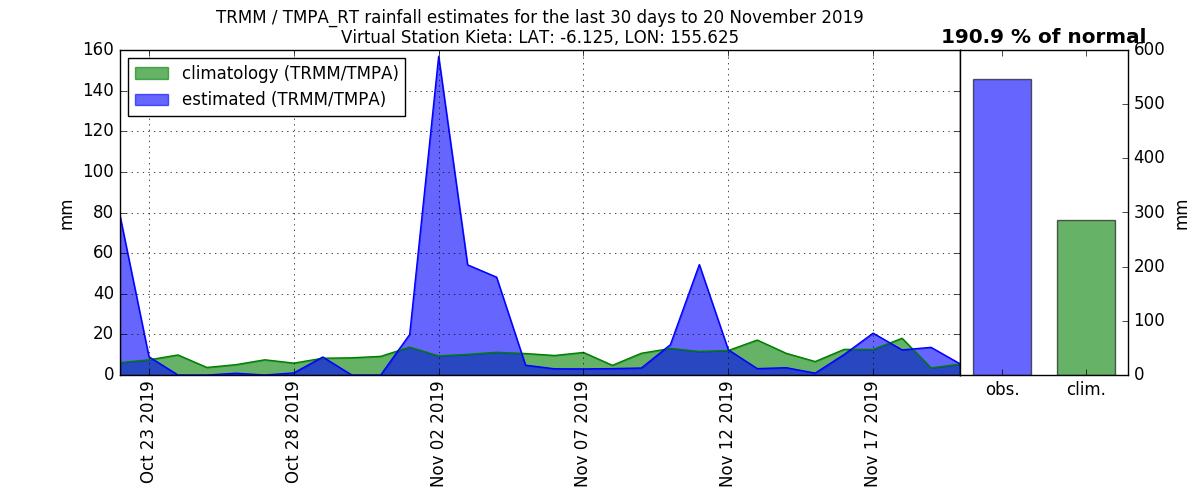 TRMM / TMPA_RT rainfall estimates for the last 30 days to 20 November 2019
Virtual Station Kieta: LAT: -6.125, LON: 155.625
190.9 % of normal
climatology (TRMM/TMPA)
estimated (TRMM/TMPA)
160
140
120
100
80
60
40
20
0
mm
Oct 23 2019
Oct 28 2019
Nov 02 2019
Nov 07 2019
Nov 12 2019
Nov 17 2019
600
500
400
300
200
100
0
mm
obs.
clim.